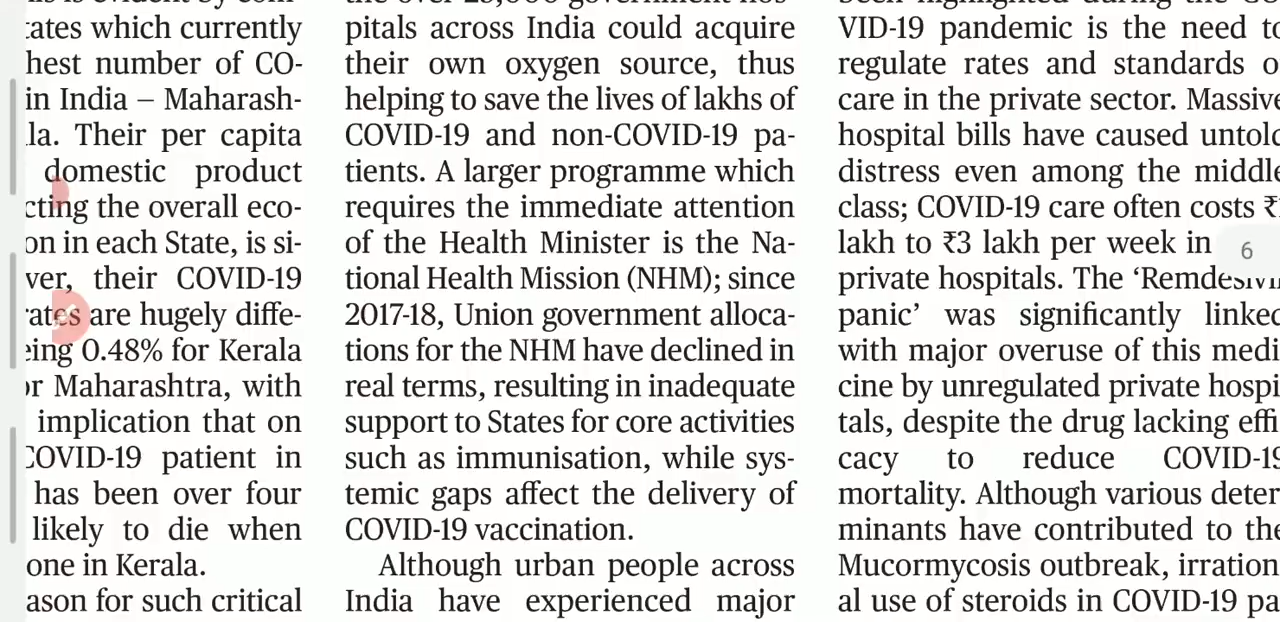 which currently
number of CO-
in India – Maharash-
Their per capita
domestic product
the overall eco-
in each State, is si-
their COVID-19
are hugely diffe-
0.48% for Kerala
Maharashtra, with
implication that on
COVID-19 patient in
has been over four
likely to die when
one in Kerala.
for such critical
pitals across India could acquire
their own oxygen source, thus
helping to save the lives of lakhs of
COVID-19 and non-COVID-19 pa-
tients. A larger programme which
requires the immediate attention
of the Health Minister is the Na-
tional Health Mission (NHM); since
2017-18, Union government alloca-
tions for the NHM have declined in
real terms, resulting in inadequate
support to States for core activities
such as immunisation, while sys-
temic gaps affect the delivery of
COVID-19 vaccination.
Although urban people across
India have experienced major
VID-19 pandemic is the need to
regulate rates and standards
care in the private sector. Massive
hospital bills have caused untold
distress even among the middle
class; COVID-19 care often costs
lakh to ₹3 lakh per week in
private hospitals. The ‘Remdesivir
panic’ was significantly linked
with major overuse of this medi
cine by unregulated private hospi
tals, despite the drug lacking effi
cacy to reduce COVID-19
mortality. Although various deter
minants have contributed to the
Mucormycosis outbreak, irration
al use of steroids in COVID-19 pa
6